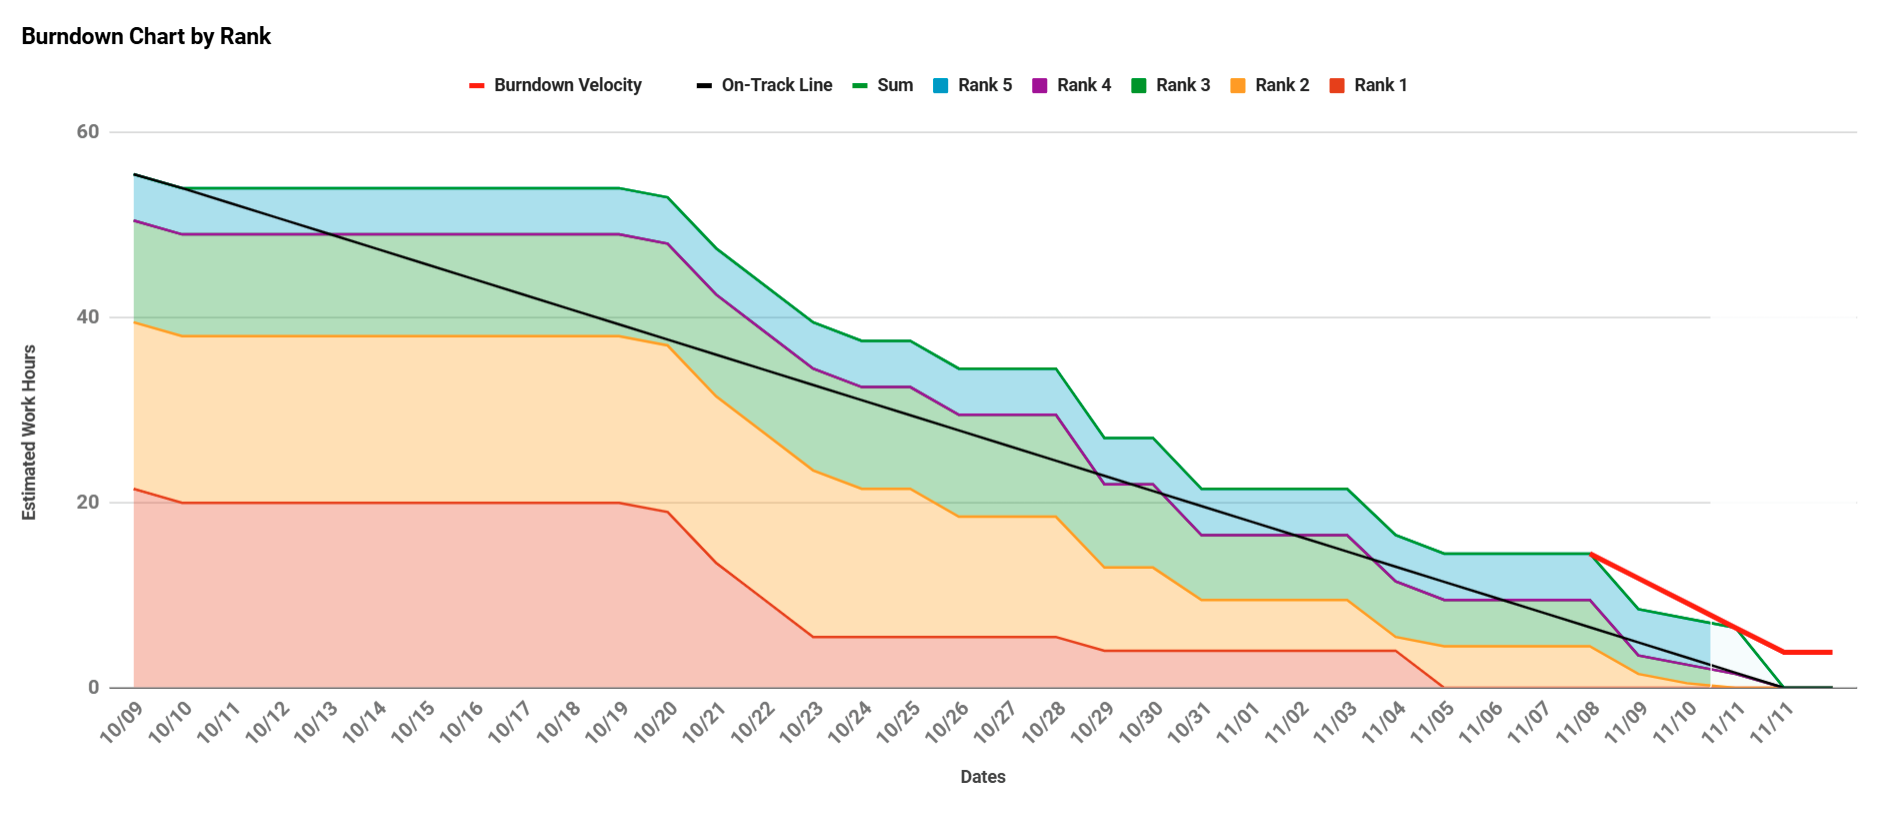 Burndown Chart by Rank
Burndown Velocity On-Track Line Sum Rank 5 Rank 4 Rank 3 Rank 2 Rank 1
60
40
20
0
Estimated Work Hours
10/09 10/10 10/11 10/12 10/13 10/14 10/15 10/16 10/17 10/18 10/19 10/20 10/21 10/22 10/23 10/24 10/25 10/26 10/27 10/28 10/29 10/30 10/31 11/01 11/02 11/03 11/04 11/05 11/06 11/07 11/08 11/09 11/10 11/11 11/11
Dates